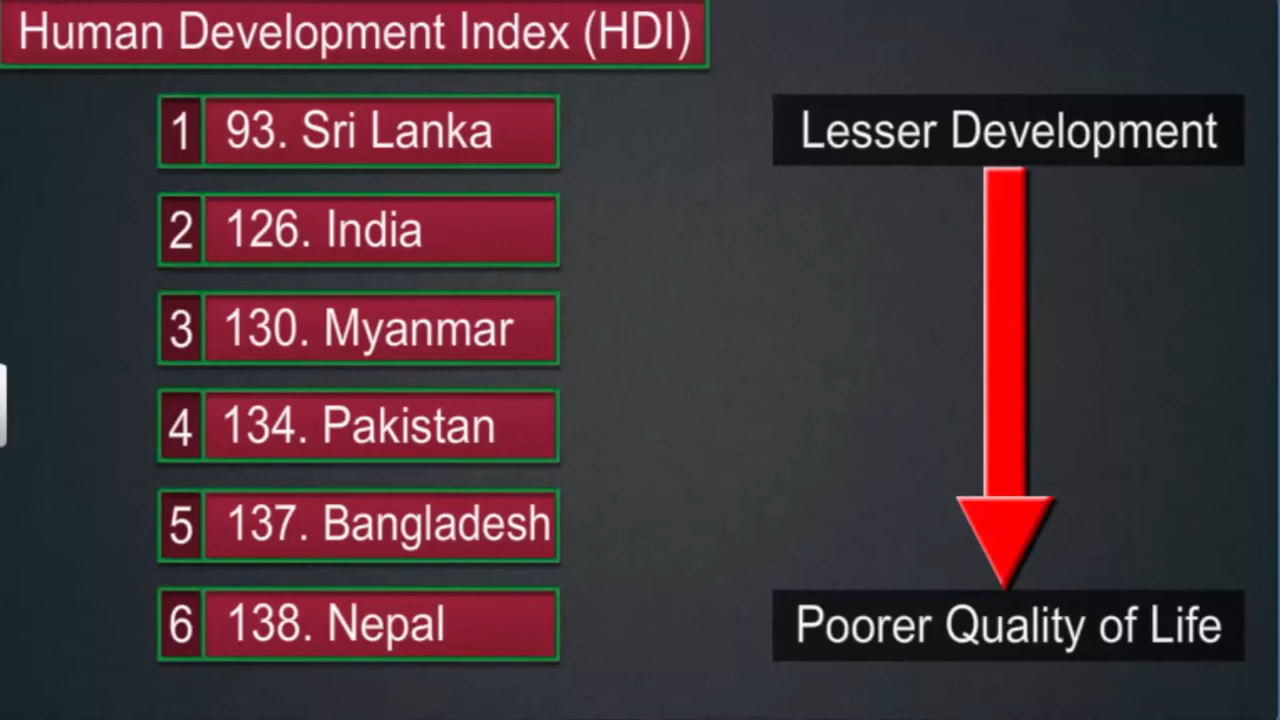 Human Development Index (HDI)
1 93. Sri Lanka
2 126. India
3 130. Myanmar
4 134. Pakistan
5 137. Bangladesh
6 138. Nepal
Lesser Development
Poorer Quality of Life